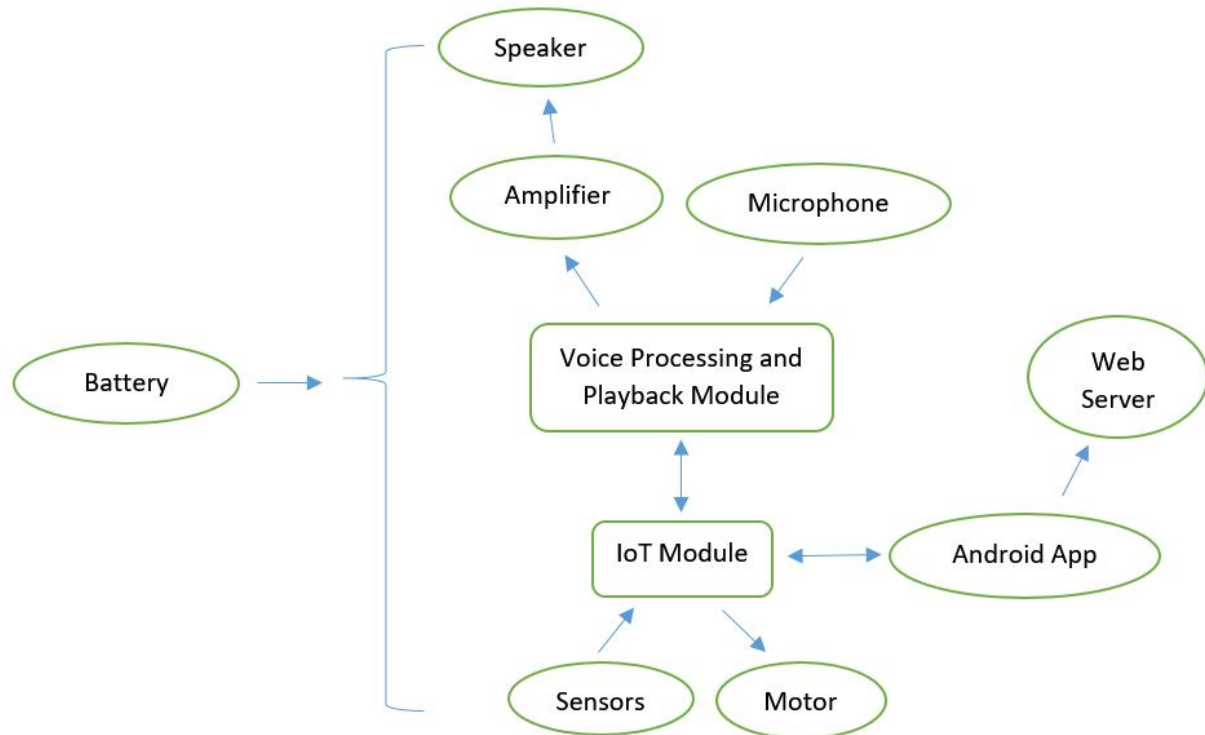 Speaker
Amplifier
Microphone
Voice Processing and
Playback Module
Web
Server
Battery
IoT Module
Android App
Sensors
Motor